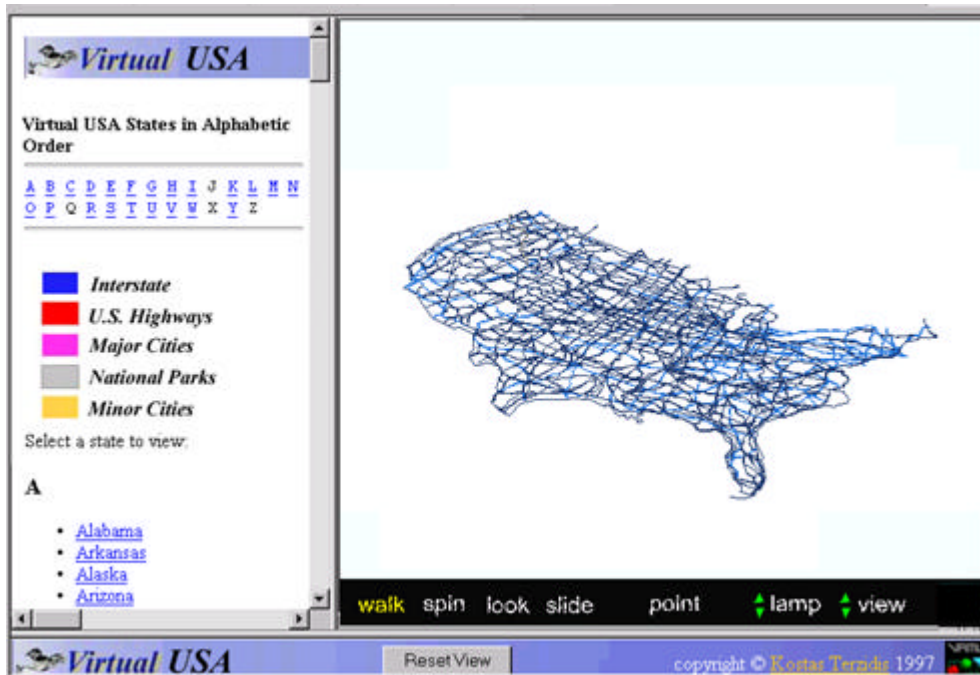 Virtual USA
Virtual USA States in Alphabetic
Order
A B C D E F G H I J K L M N
O P Q R S T U V W X Y Z
Interstate
U.S. Highways
Major Cities
National Parks
Minor Cities
Select a state to view:
A
Alabama
Arkansas
Alaska
Arizona
walk spin look slide point lamp view
Virtual USA Reset View copyright © Kostas Terzidis 1997